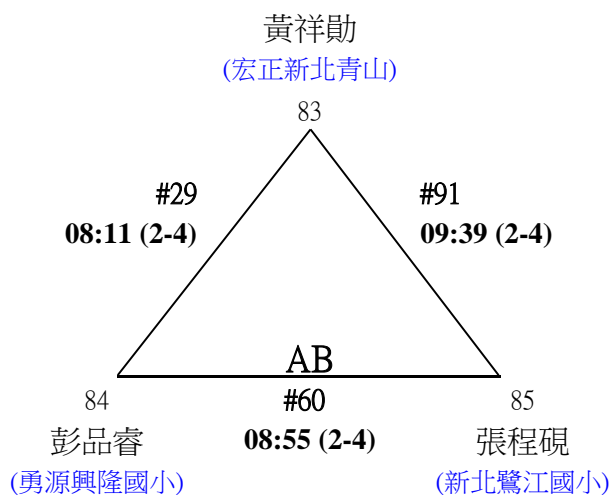 黃祥勛
(宏正新北青山)
83
#29
08:11 (2-4)
#91
09:39 (2-4)
AB
84
#60
85
彭品睿
08:55 (2-4)
張程硯
(勇源興隆國小)
(新北鷺江國小)